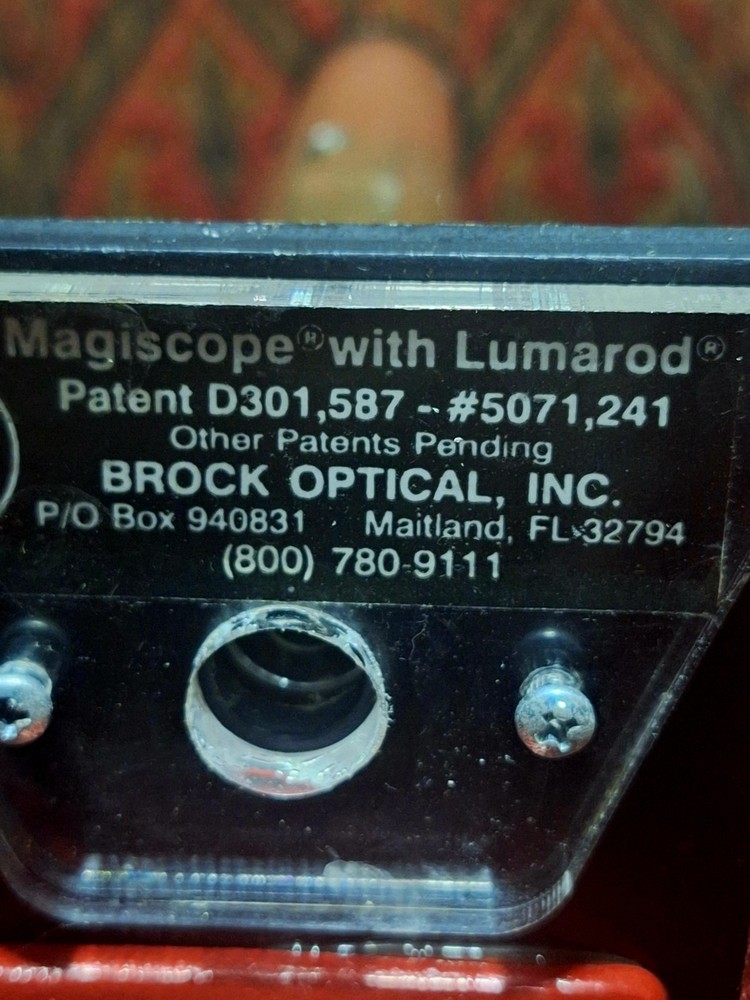 Magiscope® with Lumarod®
Patent D301,587 - #5071,241
Other Patents Pending
BROCK OPTICAL, INC.
P/O Box 940831 Maitland, FL 32794
(800) 780-9111